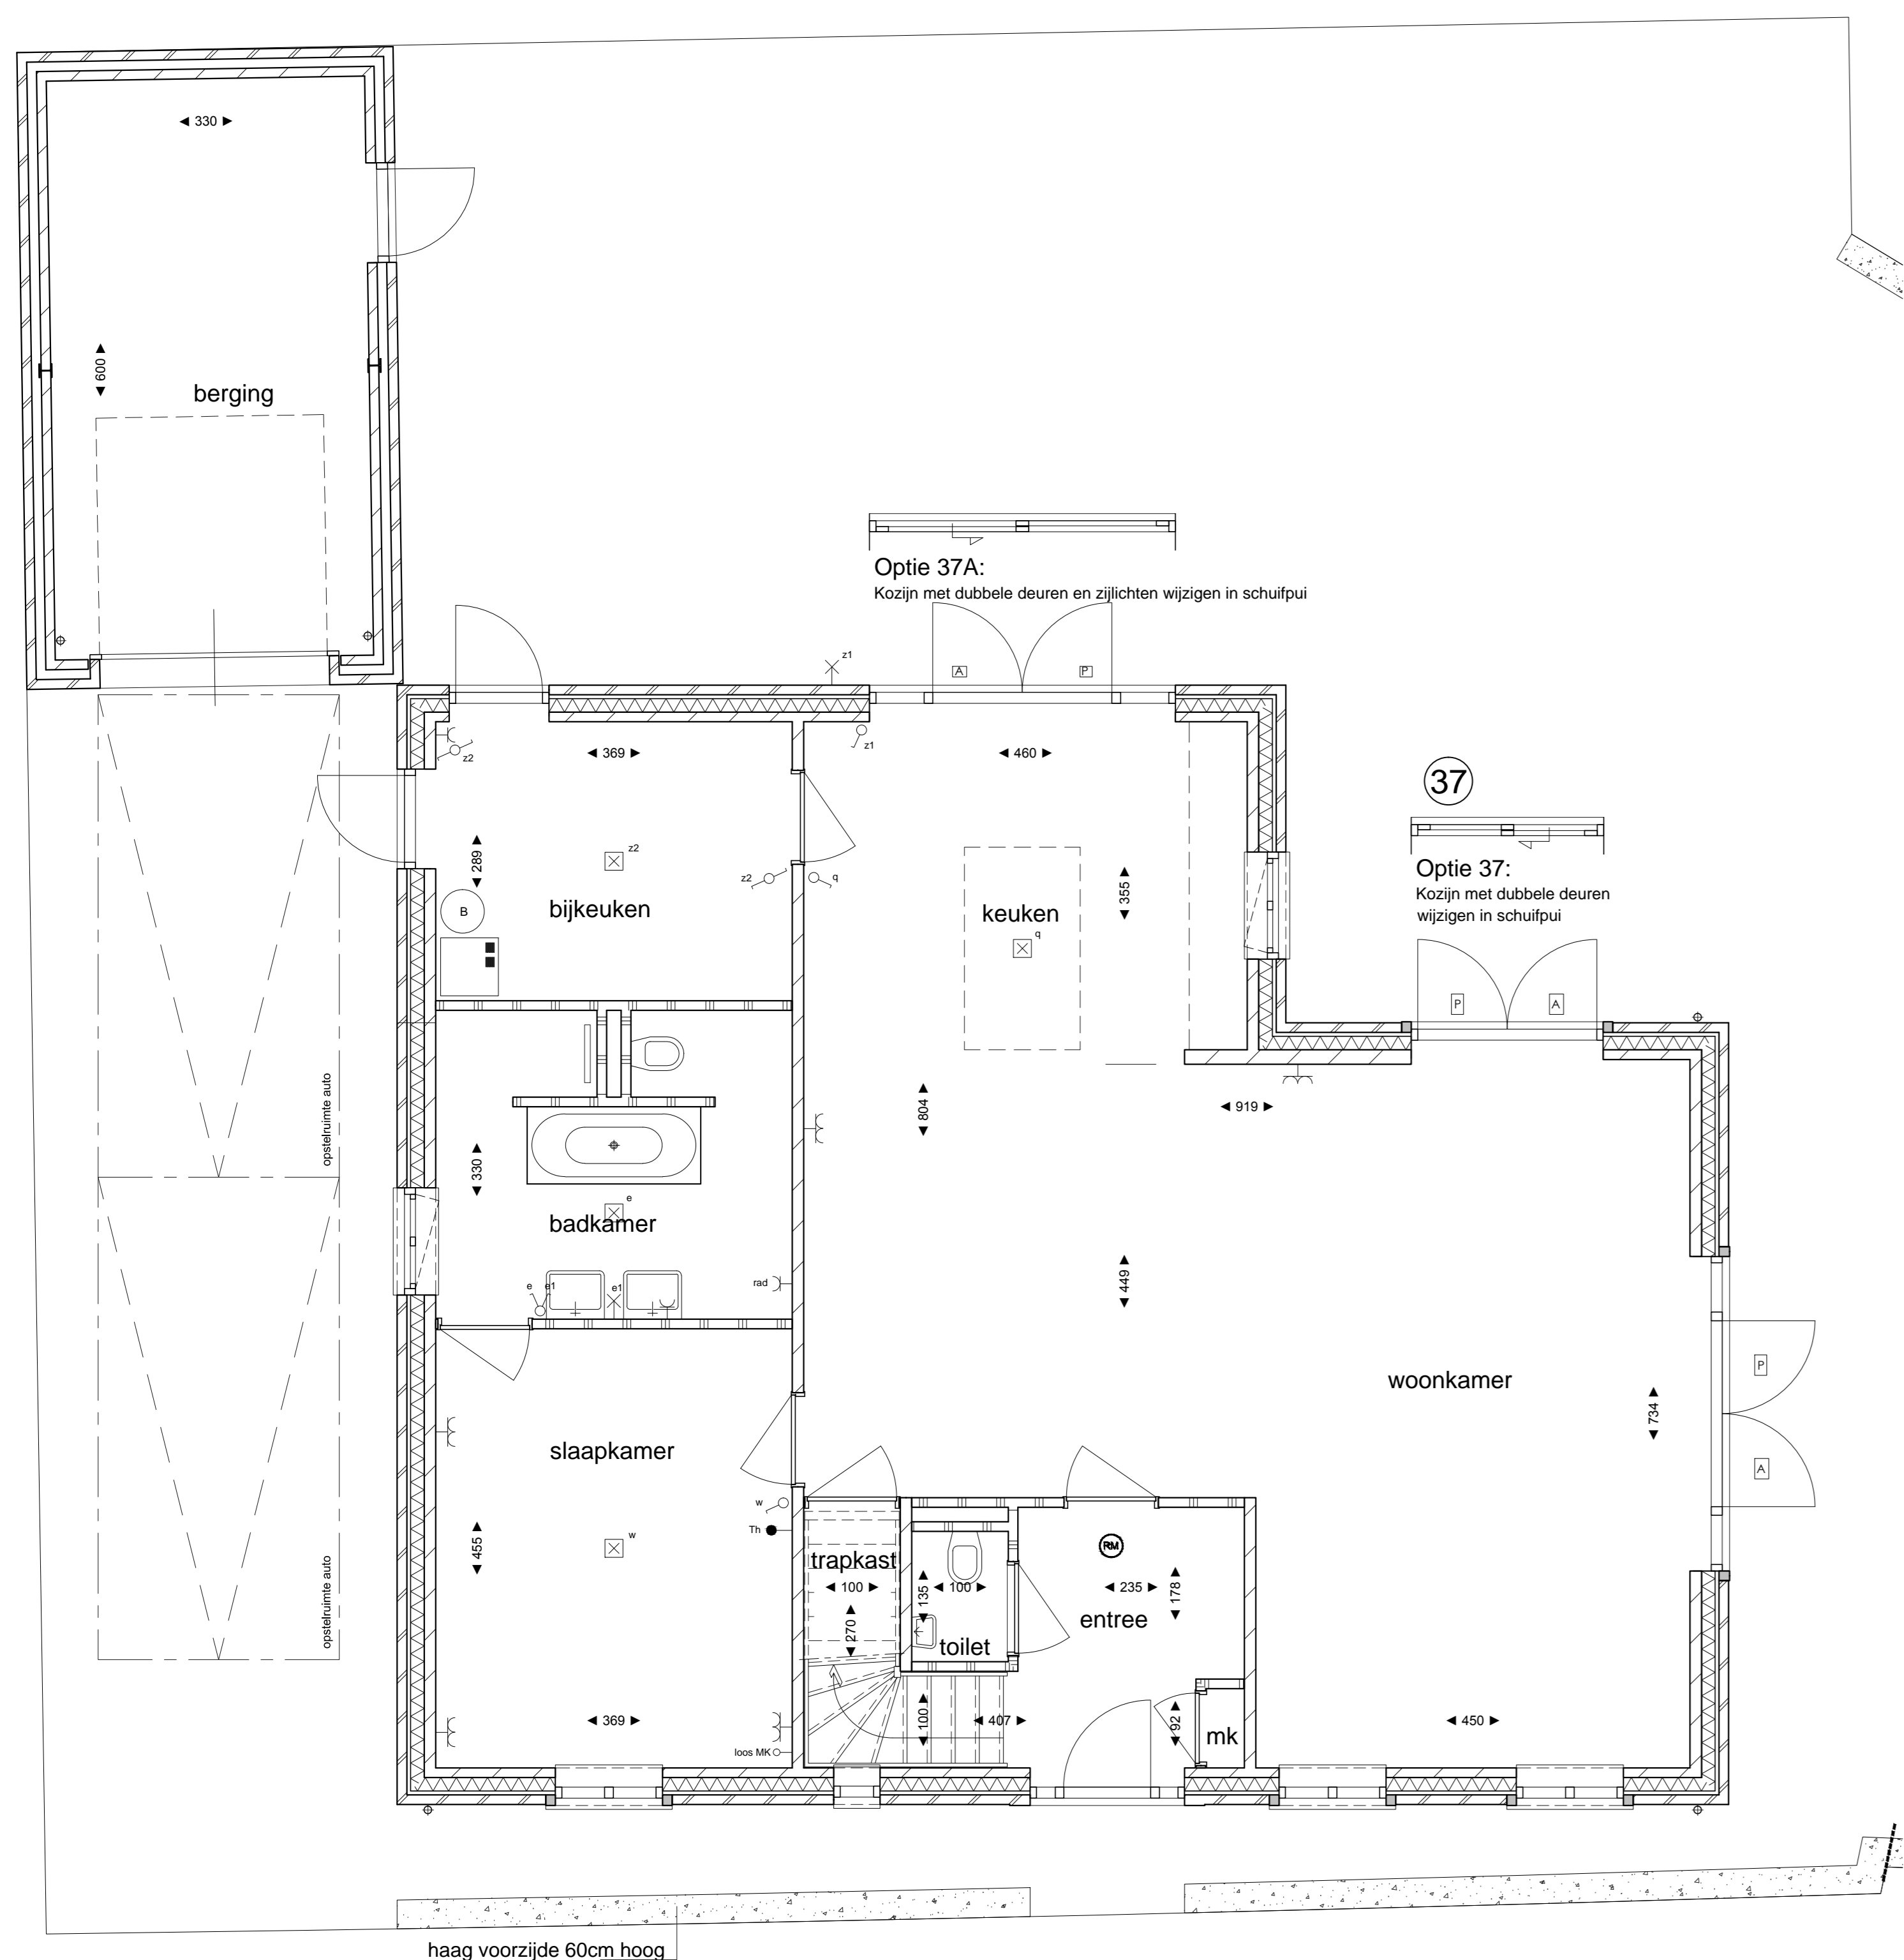 ◄ 330 ►
◄ 600 ►
berging
Optie 37A:
Kozijn met dubbele deuren en zijlichten wijzigen in schuifpui
z1
A
P
z2
◄ 369 ►
z1
◄ 460 ►
37
Optie 37:
Kozijn met dubbele deuren
wijzigen in schuifpui
◄ 289 ►
z2
z2
q
◄ 355 ►
B
bijkeuken
keuken
q
P
A
opstelruimte auto
◄ 804 ►
◄ 919 ►
◄ 330 ►
e
badkamer
e
e1
e1
rad
◄ 449 ►
woonkamer
P
◄ 734 ►
A
slaapkamer
w
Th
◄ 455 ►
w
opstelruimte auto
trapkast
◄ 100 ►
◄ 270 ►
◄ 135 ►
◄ 100 ►
toilet
RM
◄ 235 ►
◄ 178 ►
entree
◄ 369 ►
loos MK
◄ 100 ►
◄ 407 ►
◄ 92 ►
mk
◄ 450 ►
haag voorzijde 60cm hoog